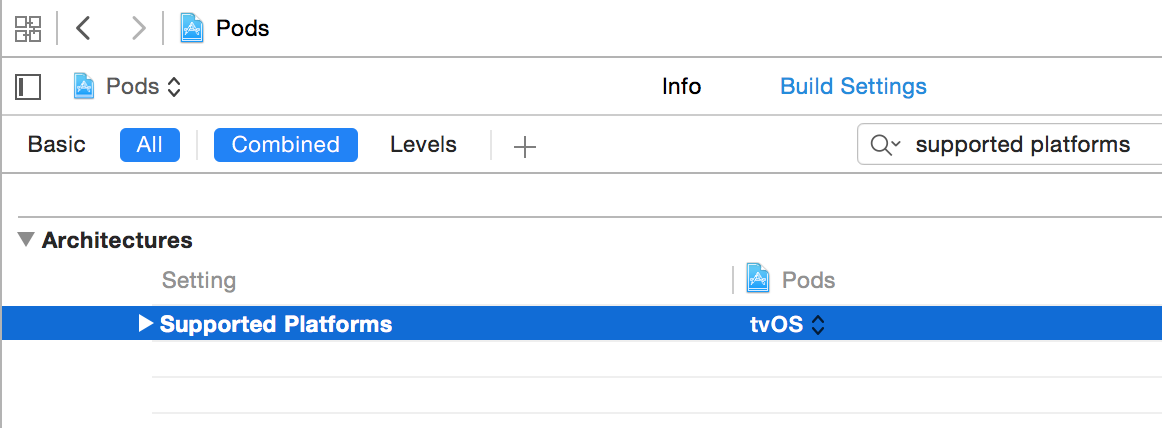 Pods
Pods Info Build Settings
Basic All Combined Levels supported platforms
Architectures
Setting Pods
Supported Platforms tvOS